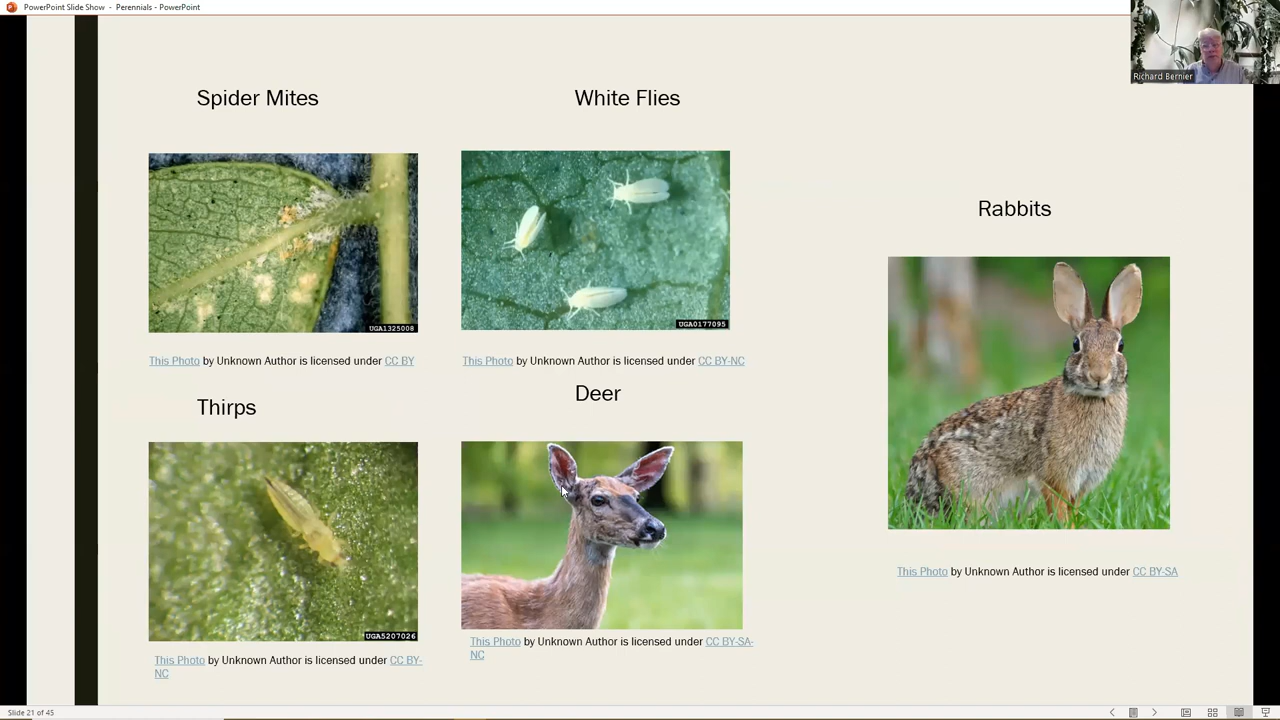 PowerPoint Slide Show - Perennials - PowerPoint
Richard Bernier
Spider Mites
White Flies
Rabbits
UGA1325008
UGA0177095
This Photo by Unknown Author is licensed under CC BY
This Photo by Unknown Author is licensed under CC BY-NC
Thirps
Deer
UGA5207026
This Photo by Unknown Author is licensed under CC BY-SA
This Photo by Unknown Author is licensed under CC BY-
NC
This Photo by Unknown Author is licensed under CC BY-SA-
NC
Slide 21 of 45